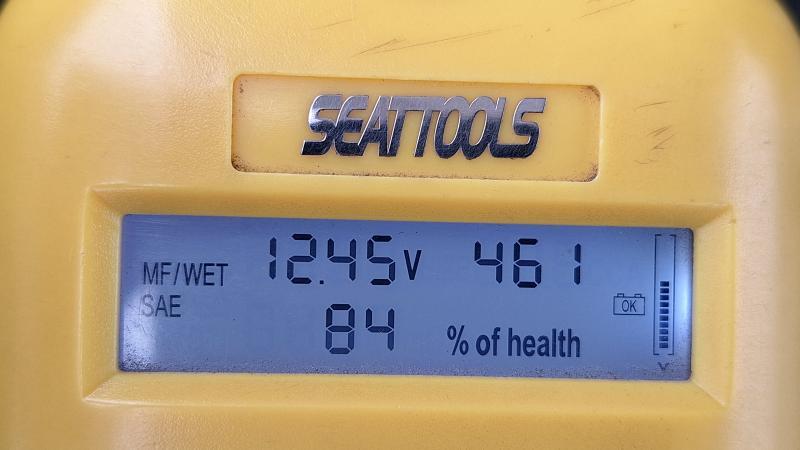 SEATTOOLS
MF/WET 12.45V 461
SAE OK
84 % of health
V